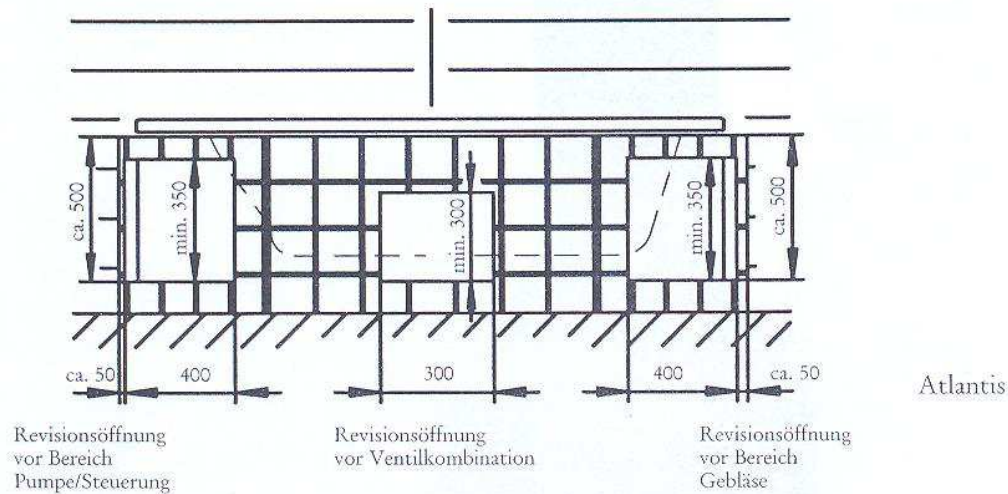 ca. 500
min. 350
min. 300
min. 350
ca. 500
ca. 50
400
300
400
ca. 50
Atlantis
Revisionsöffnung
vor Bereich
Pumpe/Steuerung
Revisionsöffnung
vor Ventilkombination
Revisionsöffnung
vor Bereich
Gebläse